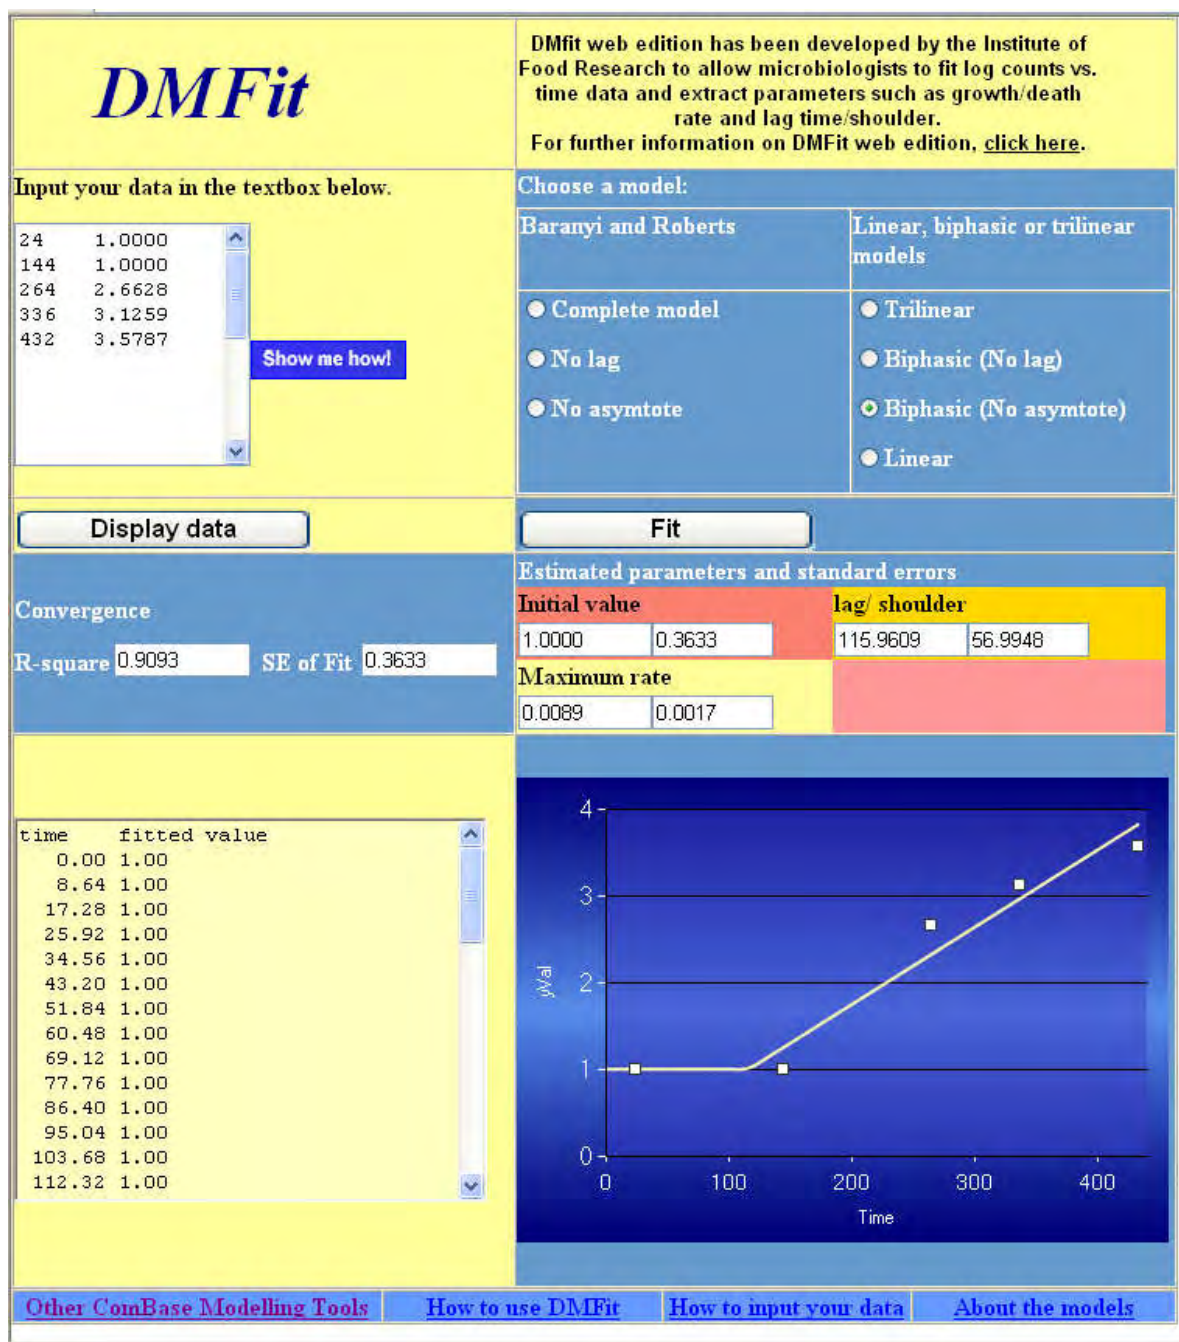 DMFit
DMfit web edition has been developed by the Institute of
Food Research to allow microbiologists to fit log counts vs.
time data and extract parameters such as growth/death
rate and lag time/shoulder.
For further information on DMFit web edition, click here.
Input your data in the textbox below.
24 1.0000
144 1.0000
264 2.6628
336 3.1259
432 3.5787
Show me how!
Choose a model:
Baranyi and Roberts
Linear, biphasic or trilinear
models
Complete model
Trilinear
No lag
Biphasic (No lag)
No asymtote
Biphasic (No asymtote)
Linear
Display data
Fit
Convergence
R-square 0.9093 SE of Fit 0.3633
Estimated parameters and standard errors
Initial value
1.0000 0.3633
lag/ shoulder
115.9609 56.9948
Maximum rate
0.0089 0.0017
time fitted value
0.00 1.00
8.64 1.00
17.28 1.00
25.92 1.00
34.56 1.00
43.20 1.00
51.84 1.00
60.48 1.00
69.12 1.00
77.76 1.00
86.40 1.00
95.04 1.00
103.68 1.00
112.32 1.00
4
3
2
1
0
yVal
0 100 200 300 400
Time
Other ComBase Modelling Tools
How to use DMFit
How to input your data
About the models